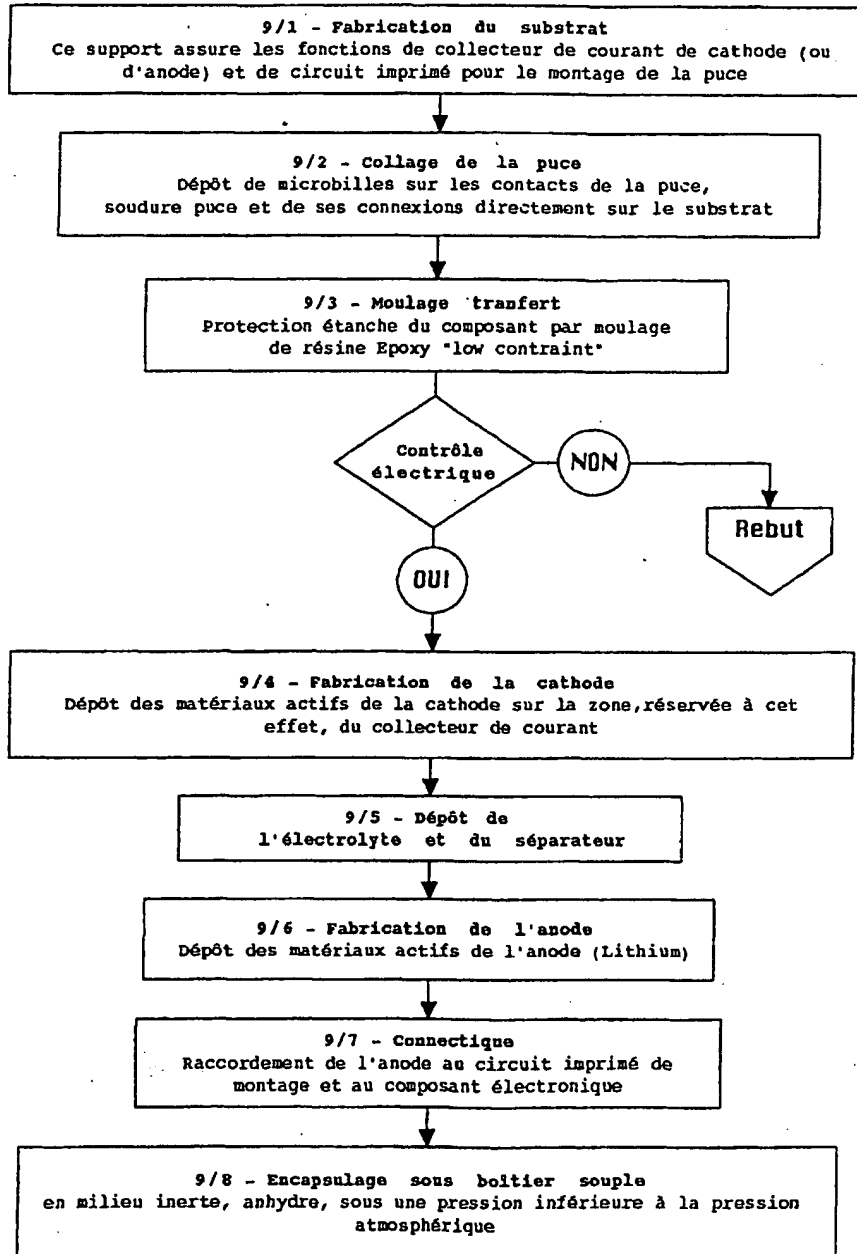 9/1 - Fabrication du substrat
Ce support assure les fonctions de collecteur de courant de cathode (ou
d'anode) et de circuit imprimé pour le montage de la puce
9/2 - Collage de la puce
Dépôt de microbilles sur les contacts de la puce,
soudure puce et de ses connexions directement sur le substrat
9/3 - Moulage tranfert
Protection étanche du composant par moulage
de résine Epoxy "low contraint"
Contrôle
électrique
NON
Rebut
OUI
9/4 - Fabrication de la cathode
Dépôt des matériaux actifs de la cathode sur la zone,réservée à cet
effet, du collecteur de courant
9/5 - Dépôt de
l'électrolyte et du séparateur
9/6 - Fabrication de l'anode
Dépôt des matériaux actifs de l'anode (Lithium)
9/7 - Connectique
Raccordement de l'anode au circuit imprimé de
montage et au composant électronique
9/8 - Encapsulage sous boîtier souple
en milieu inerte, anhydre, sous une pression inférieure à la pression
atmosphérique